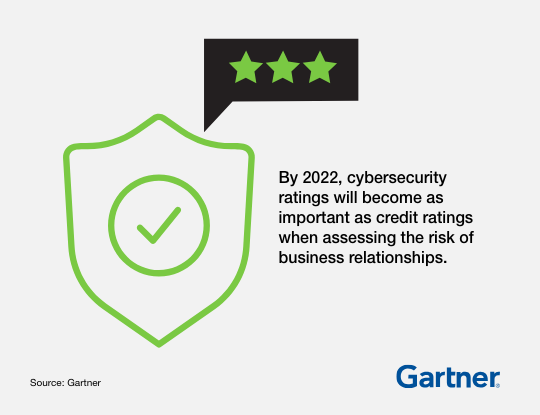 By 2022, cybersecurity
ratings will become as
important as credit ratings
when assessing the risk of
business relationships.
Source: Gartner
Gartner®